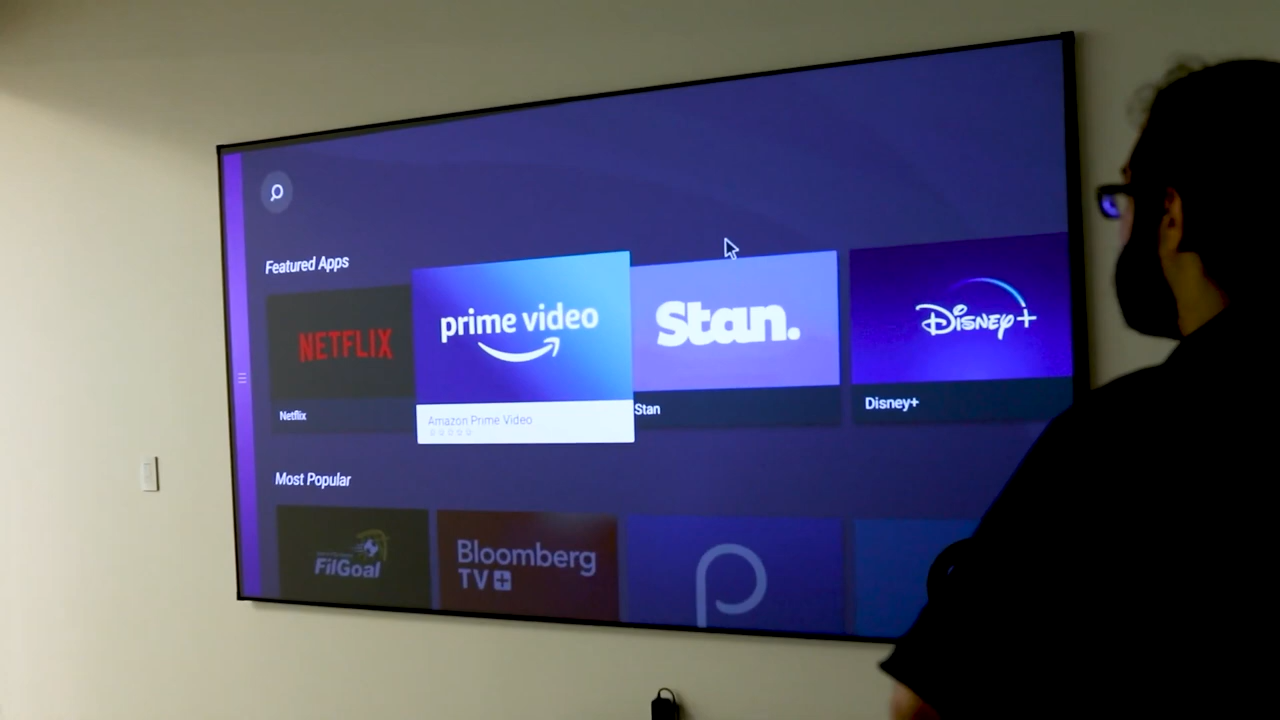 Featured Apps
NETFLIX
prime video
Stan.
Disney+
Netflix
Amazon Prime Video
Stan
Disney+
Most Popular
FilGoal
Bloomberg
TV+